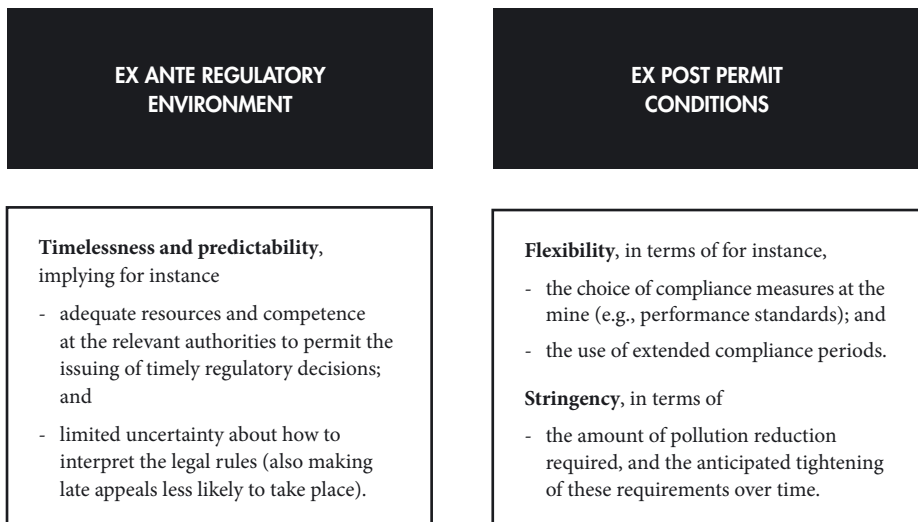 EX ANTE REGULATORY
ENVIRONMENT
Timelessness and predictability,
implying for instance
- adequate resources and competence
at the relevant authorities to permit the
issuing of timely regulatory decisions;
and
- limited uncertainty about how to
interpret the legal rules (also making
late appeals less likely to take place).
EX POST PERMIT
CONDITIONS
Flexibility, in terms of for instance,
- the choice of compliance measures at the
mine (e.g., performance standards); and
- the use of extended compliance periods.
Stringency, in terms of
- the amount of pollution reduction
required, and the anticipated tightening
of these requirements over time.